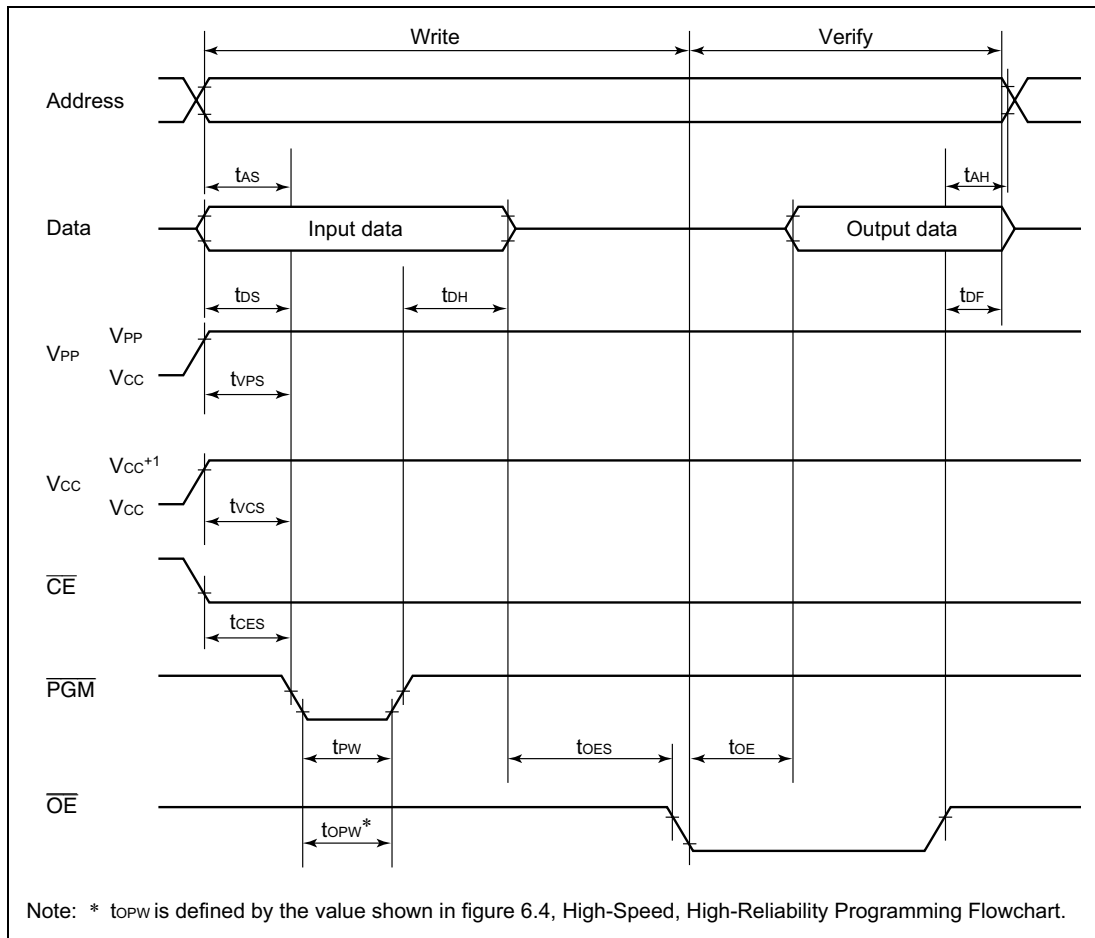 Write Verify
Address
tAS tAH
Data Input data Output data
tDS tDH tDF
VPP VPP
VCC
tVPS
VCC VCC+1
VCC
tVCS
CE
tCES
PGM
tPW tOES tOE
OE
tOPW*
Note: * tOPW is defined by the value shown in figure 6.4, High-Speed, High-Reliability Programming Flowchart.